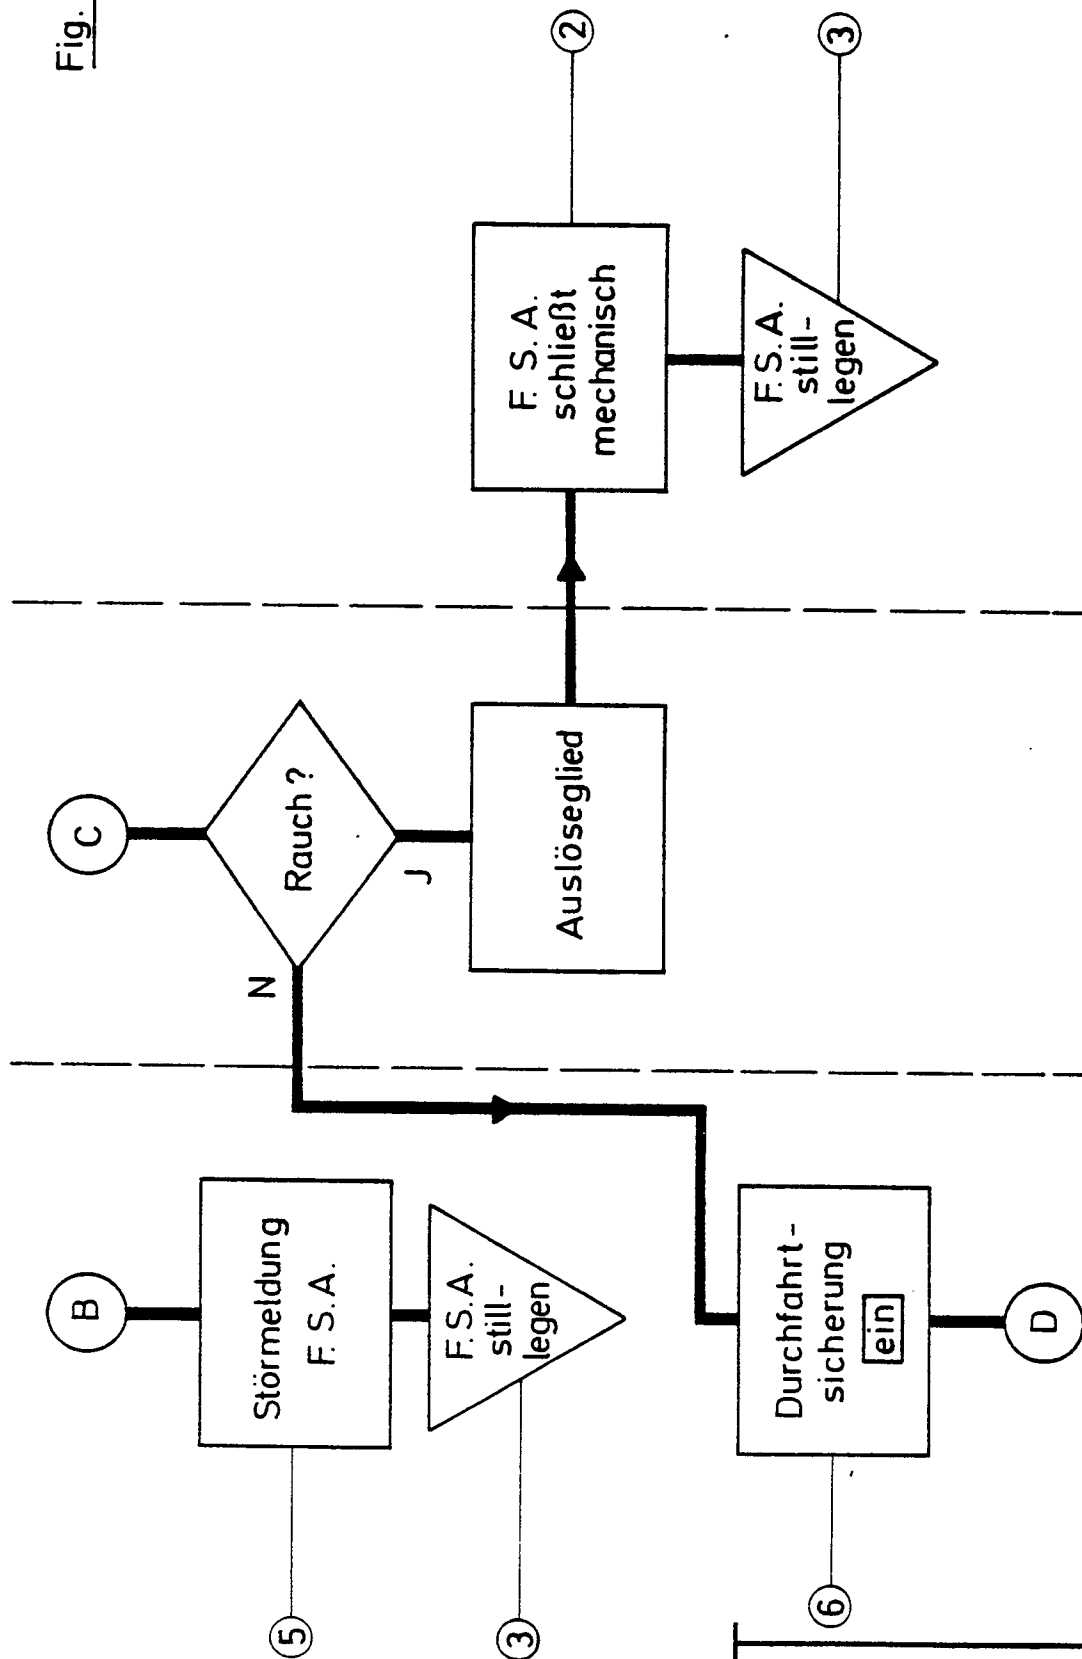 Fig.
B
Störmeldung
F. S. A.
5
F. S. A.
still-
legen
3
C
Rauch ?
N
J
Auslöseglied
F. S. A.
schließt
mechanisch
2
F. S. A.
still-
legen
3
Durchfahrt-
sicherung
ein
6
D